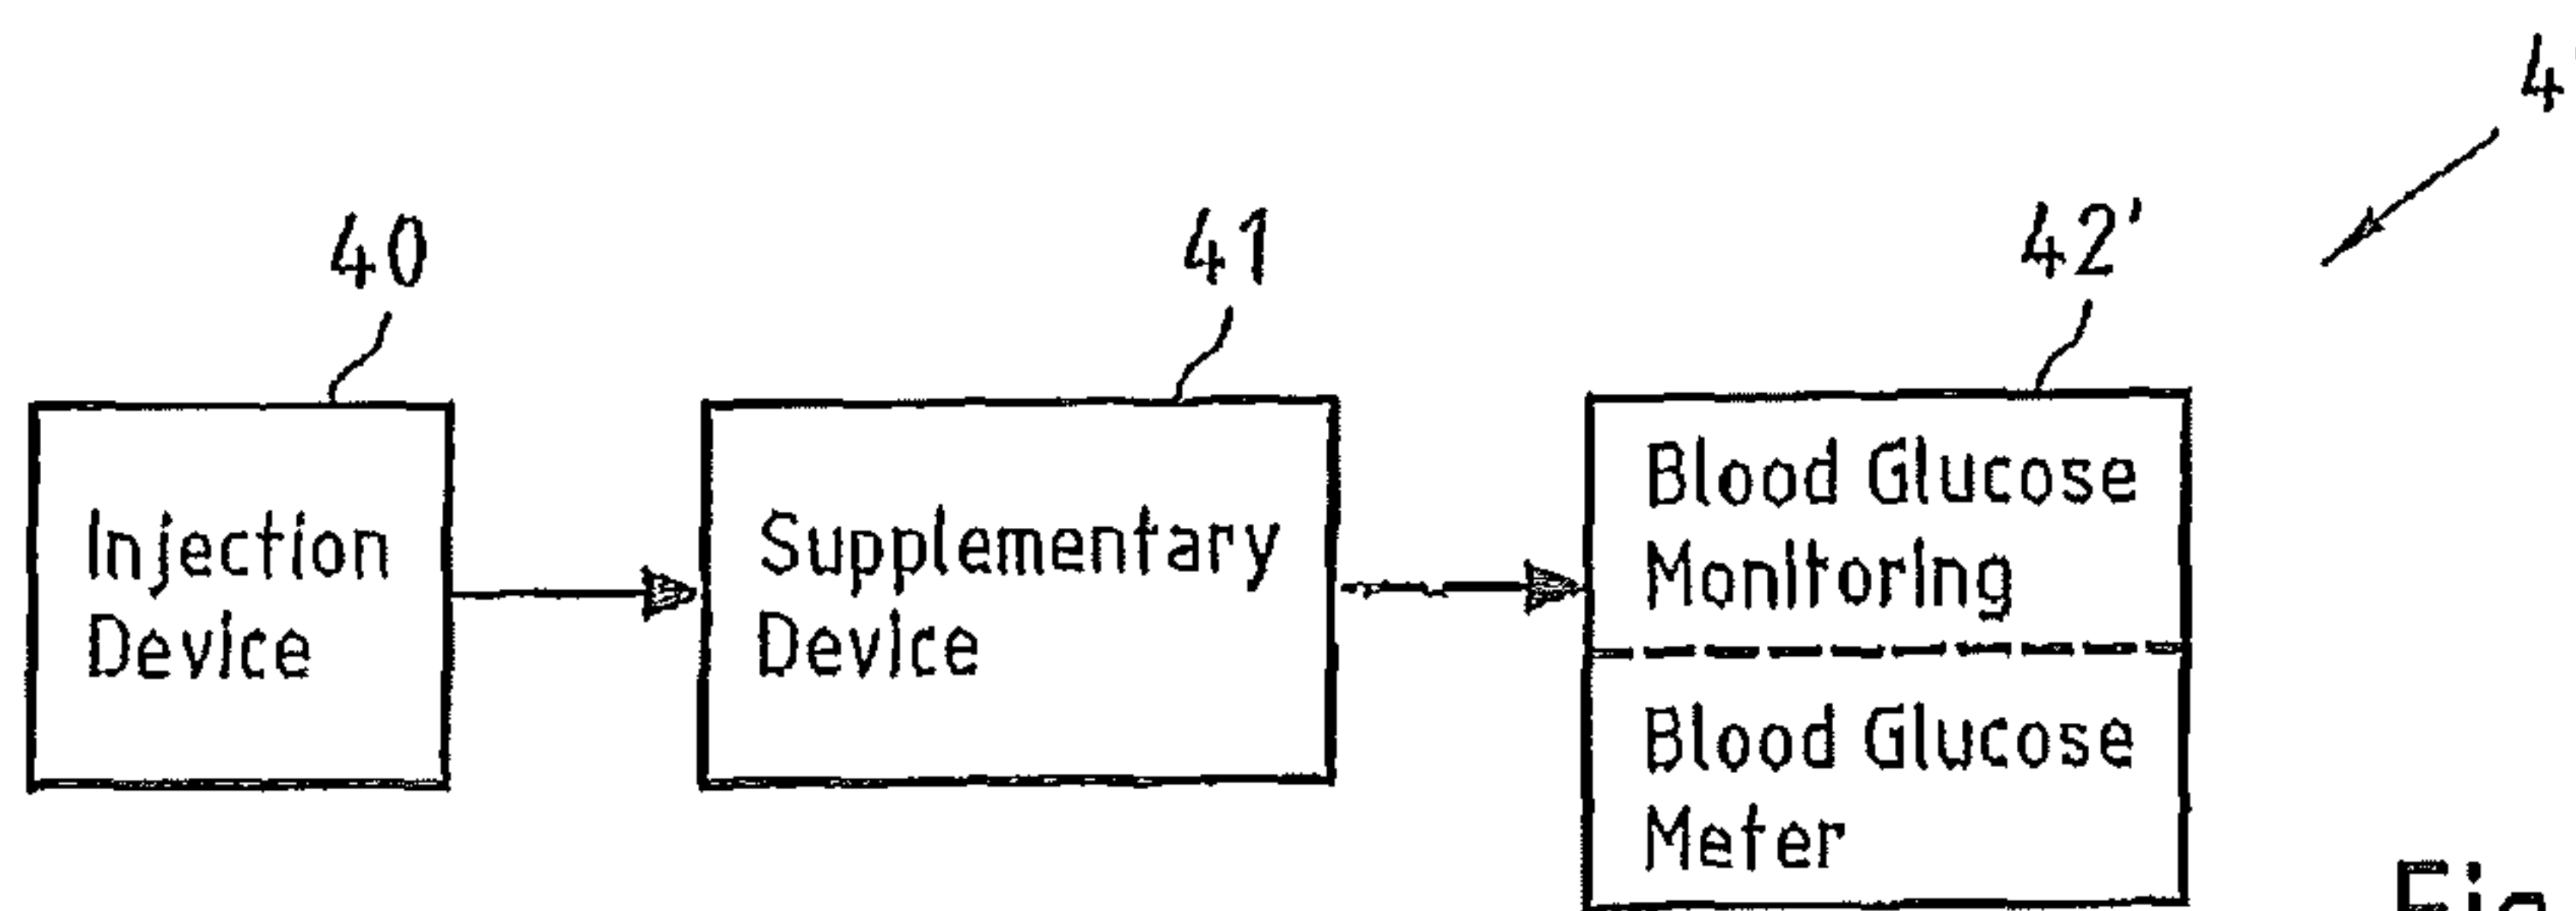 40
41
42'
Injection
Device
Supplementary
Device
Blood Glucose
Monitoring
Blood Glucose
Meter